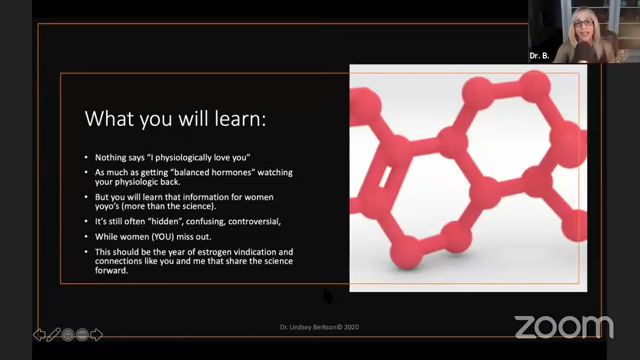 Dr. B.
What you will learn:
• Nothing says "I physiologically love you"
• As much as getting "balanced hormones" watching
your physiologic back.
• But you will learn that information for women
yoyo's (more than the science).
• It's still often "hidden", confusing, controversial,
• While women (YOU) miss out.
• This should be the year of estrogen vindication and
connections like you and me that share the science
forward.
Dr. Lindsey Berkson© 2020
zoom